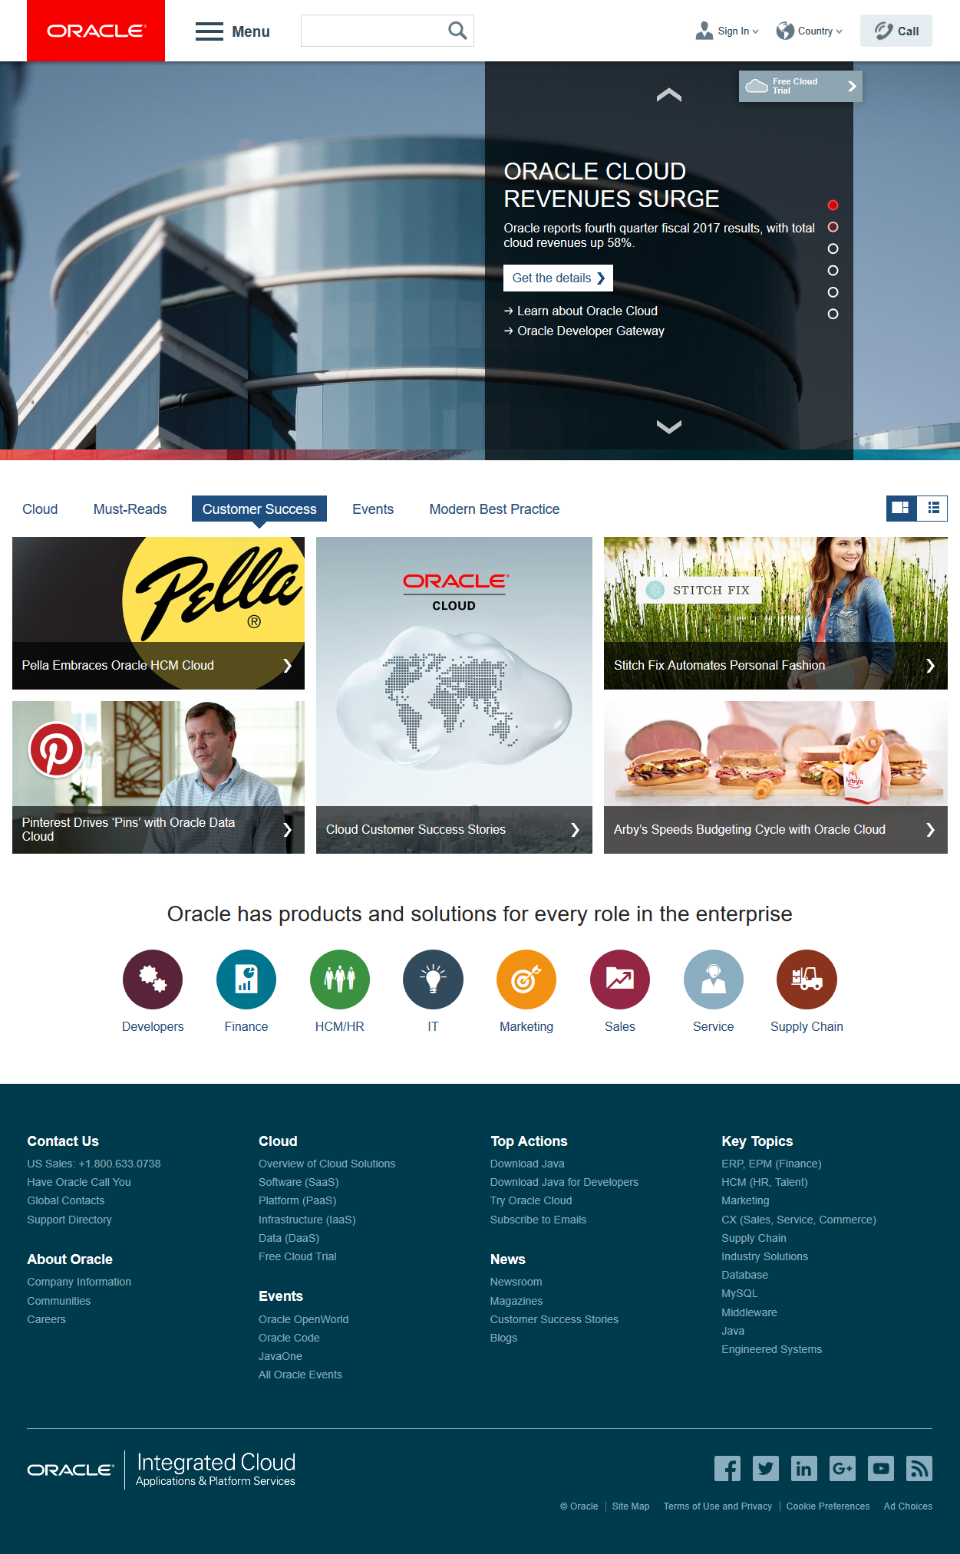 ORACLE
Menu
Sign In
Country
Call
Free Cloud
Trial
ORACLE CLOUD
REVENUES SURGE
Oracle reports fourth quarter fiscal 2017 results, with total
cloud revenues up 58%.
Get the details
Learn about Oracle Cloud
Oracle Developer Gateway
Cloud
Must-Reads
Customer Success
Events
Modern Best Practice
Pella
®
Pella Embraces Oracle HCM Cloud
ORACLE
CLOUD
Cloud Customer Success Stories
STITCH FIX
Stitch Fix Automates Personal Fashion
Pinterest Drives 'Pins' with Oracle Data
Cloud
Arby's
Arby's Speeds Budgeting Cycle with Oracle Cloud
Oracle has products and solutions for every role in the enterprise
Developers
Finance
HCM/HR
IT
Marketing
Sales
Service
Supply Chain
Contact Us
US Sales: +1.800.633.0738
Have Oracle Call You
Global Contacts
Support Directory
About Oracle
Company Information
Communities
Careers
Cloud
Overview of Cloud Solutions
Software (SaaS)
Platform (PaaS)
Infrastructure (IaaS)
Data (DaaS)
Free Cloud Trial
Events
Oracle OpenWorld
Oracle Code
JavaOne
All Oracle Events
Top Actions
Download Java
Download Java for Developers
Try Oracle Cloud
Subscribe to Emails
News
Newsroom
Magazines
Customer Success Stories
Blogs
Key Topics
ERP, EPM (Finance)
HCM (HR, Talent)
Marketing
CX (Sales, Service, Commerce)
Supply Chain
Industry Solutions
Database
MySQL
Middleware
Java
Engineered Systems
ORACLE
Integrated Cloud
Applications & Platform Services
© Oracle
Site Map
Terms of Use and Privacy
Cookie Preferences
Ad Choices